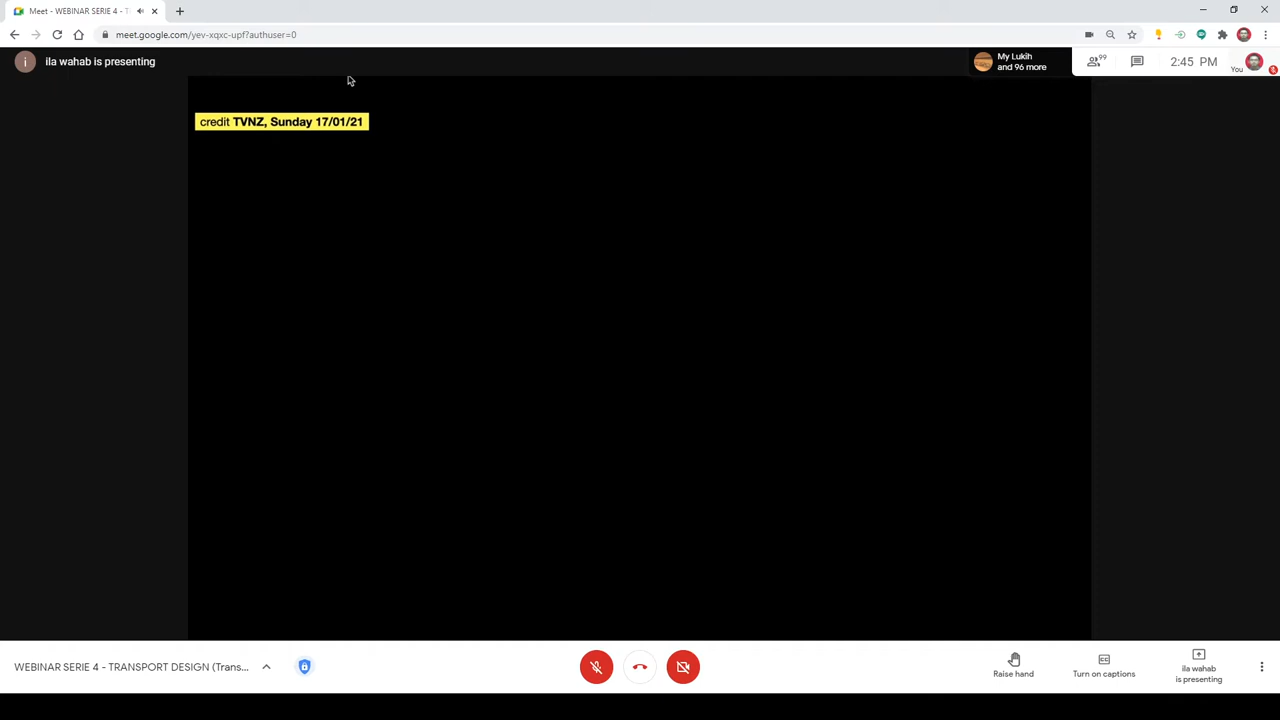 Meet - WEBINAR SERIE 4 - T
meet.google.com/yev-xqxc-upf?authuser=0
i
ila wahab is presenting
My Lukih
and 96 more
99
2:45 PM
You
credit TVNZ, Sunday 17/01/21
WEBINAR SERIE 4 - TRANSPORT DESIGN (Trans...
Raise hand
Turn on captions
ila wahab
is presenting